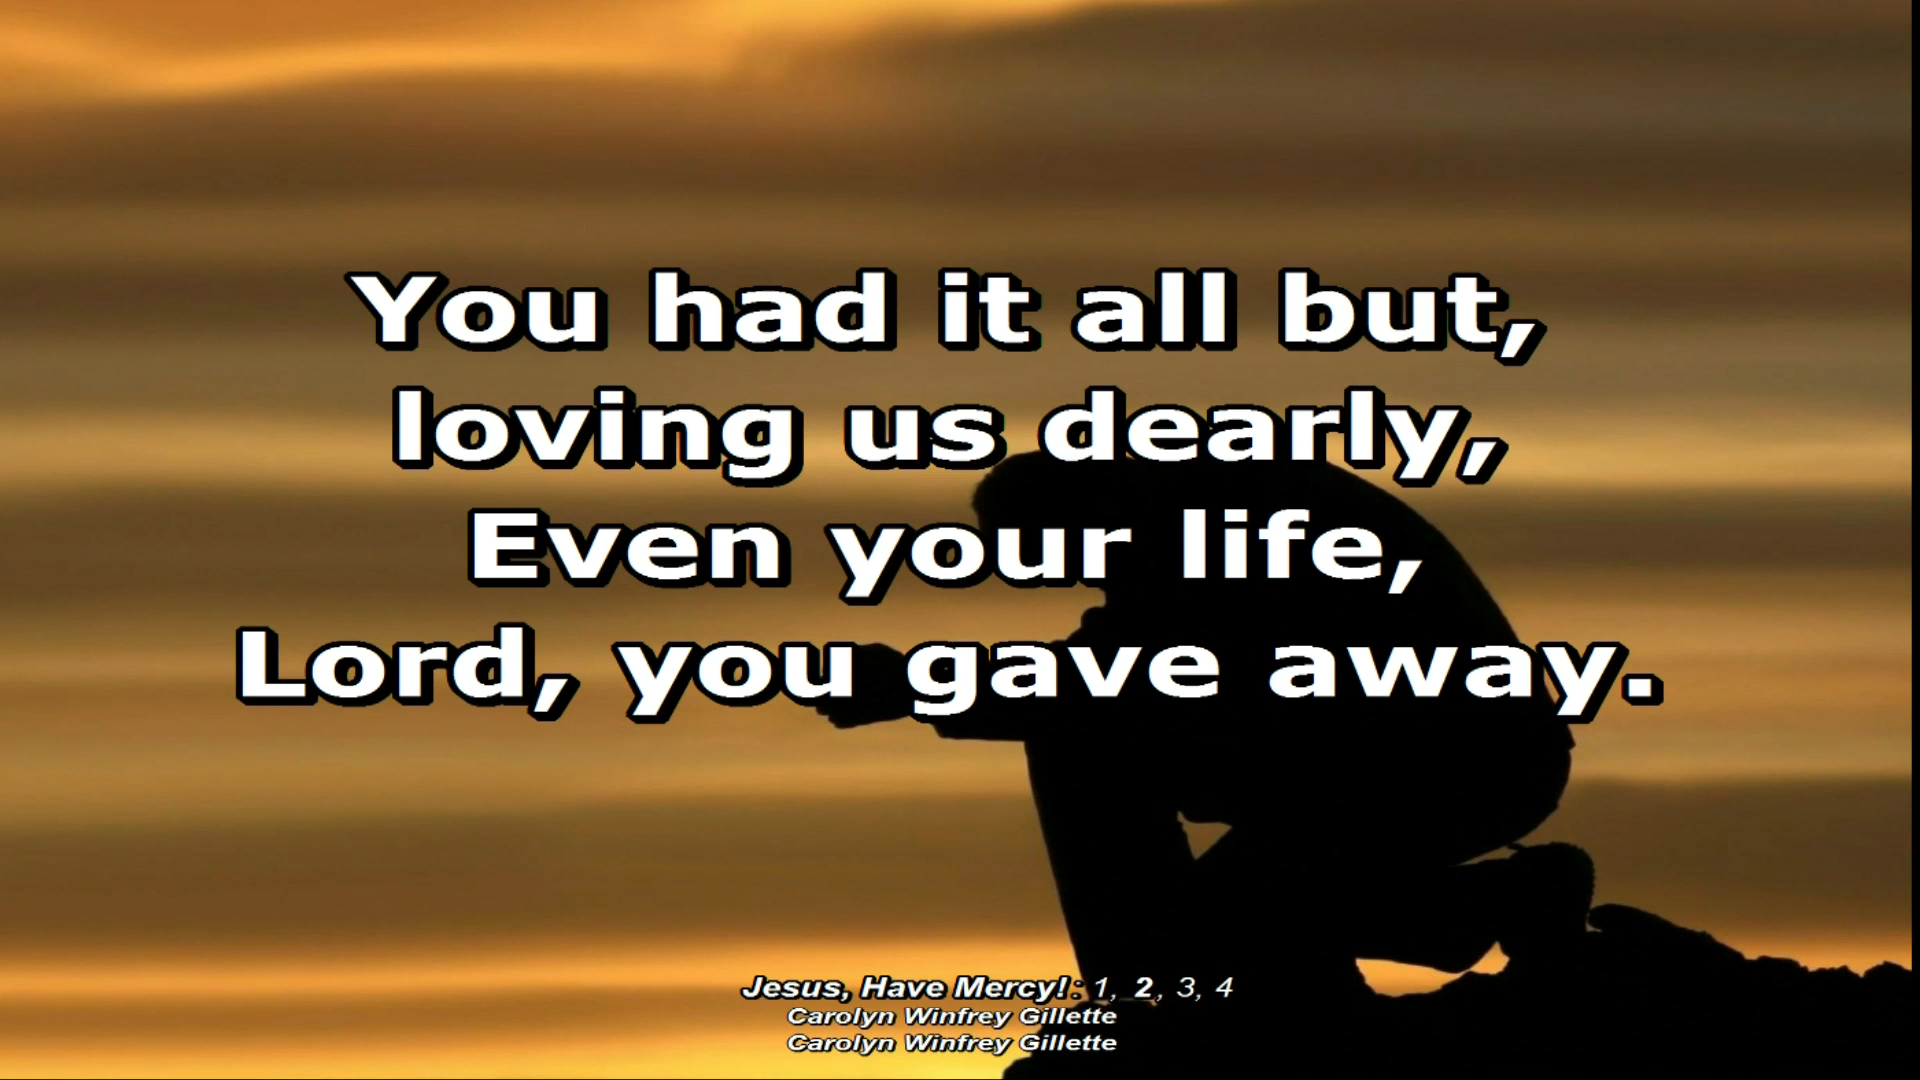 You had it all but,
loving us dearly,
Even your life,
Lord, you gave away.
Jesus, Have Mercy!: 1, 2, 3, 4
Carolyn Winfrey Gillette
Carolyn Winfrey Gillette